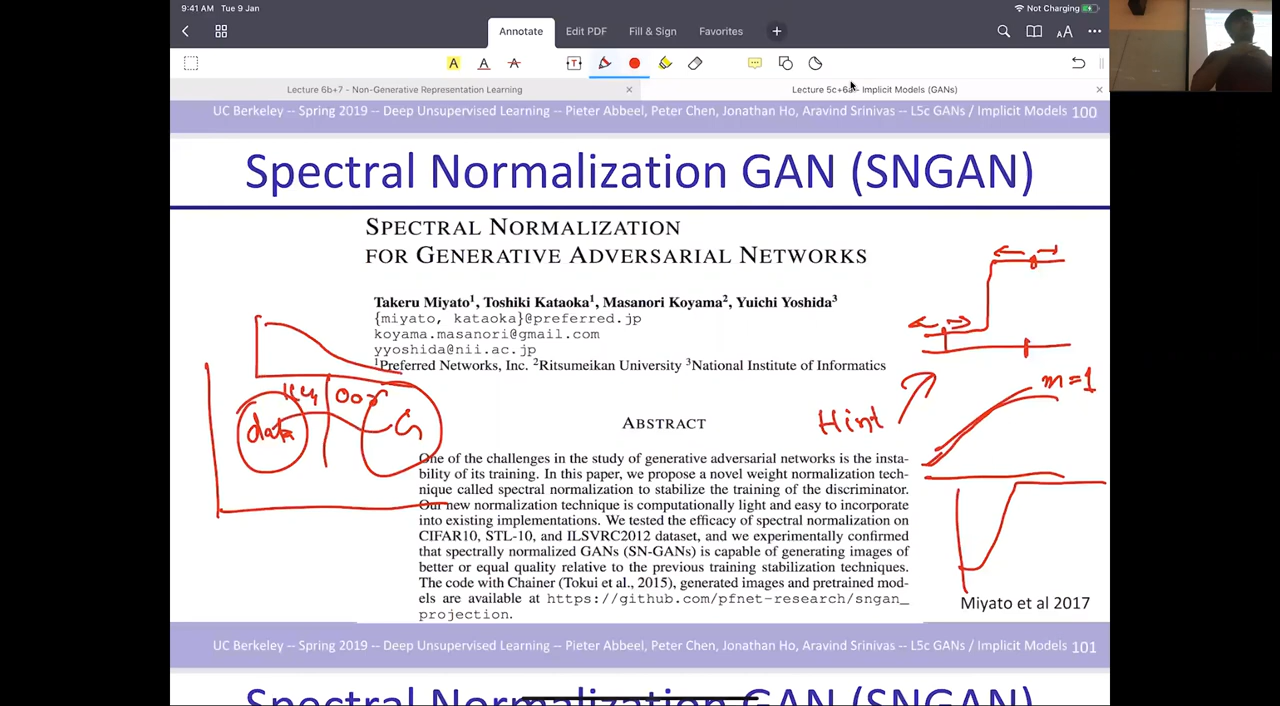 9:41 AM Tue 9 Jan
Not Charging
Annotate Edit PDF Fill & Sign Favorites
Lecture 6b+7 - Non-Generative Representation Learning
Lecture 5c+6a - Implicit Models (GANs)
UC Berkeley -- Spring 2019 -- Deep Unsupervised Learning -- Pieter Abbeel, Peter Chen, Jonathan Ho, Aravind Srinivas -- L5c GANs / Implicit Models 100
Spectral Normalization GAN (SNGAN)
SPECTRAL NORMALIZATION
FOR GENERATIVE ADVERSARIAL NETWORKS
Takeru Miyato1, Toshiki Kataoka1, Masanori Koyama2, Yuichi Yoshida3
{miyato, kataoka}@preferred.jp
koyama.masanori@gmail.com
yyoshida@nii.ac.jp
1Preferred Networks, Inc. 2Ritsumeikan University 3National Institute of Informatics
m=1
data
G
Hint
ABSTRACT
One of the challenges in the study of generative adversarial networks is the insta-
bility of its training. In this paper, we propose a novel weight normalization tech-
nique called spectral normalization to stabilize the training of the discriminator.
Our new normalization technique is computationally light and easy to incorporate
into existing implementations. We tested the efficacy of spectral normalization on
CIFAR10, STL-10, and ILSVRC2012 dataset, and we experimentally confirmed
that spectrally normalized GANs (SN-GANs) is capable of generating images of
better or equal quality relative to the previous training stabilization techniques.
The code with Chainer (Tokui et al., 2015), generated images and pretrained mod-
els are available at https://github.com/pfnet-research/sngan_
projection.
Miyato et al 2017
UC Berkeley -- Spring 2019 -- Deep Unsupervised Learning -- Pieter Abbeel, Peter Chen, Jonathan Ho, Aravind Srinivas -- L5c GANs / Implicit Models 101
Spectral Normalization GAN (SNGAN)